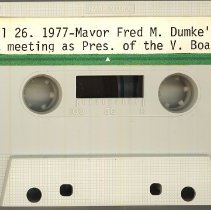 l 26. 1977-Mayor Fred M. Dumke'
meeting as Pres. of the V. Boa